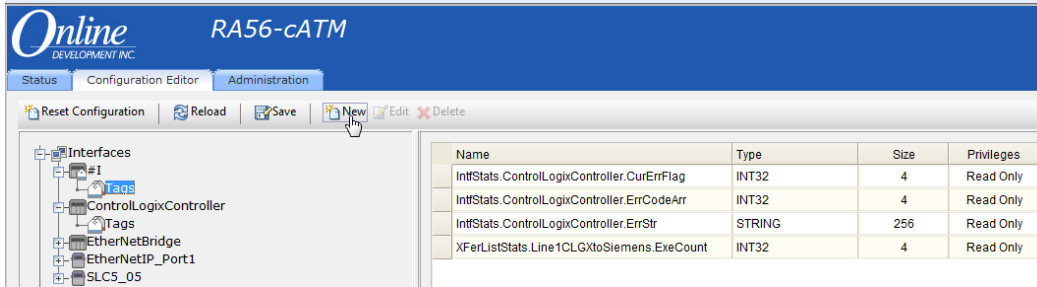 Online RA56-cATM
DEVELOPMENT INC.
Status Configuration Editor Administration
Reset Configuration Reload Save New Edit Delete
Interfaces
#I
Tags
ControlLogixController
Tags
EtherNetBridge
EtherNetIP_Port1
SLC5_05
Name Type Size Privileges
IntfStats.ControlLogixController.CurErrFlag INT32 4 Read Only
IntfStats.ControlLogixController.ErrCodeArr INT32 4 Read Only
IntfStats.ControlLogixController.ErrStr STRING 256 Read Only
XFerListStats.Line1CLGXtoSiemens.ExeCount INT32 4 Read Only